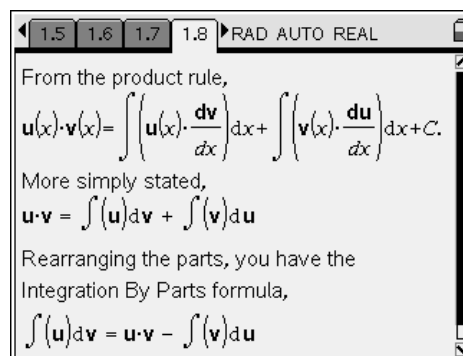 1.5 1.6 1.7 1.8 RAD AUTO REAL
From the product rule,
u(x)·v(x)=∫(u(x)·dv/dx)dx+∫(v(x)·du/dx)dx+C.
More simply stated,
u·v = ∫(u)dv + ∫(v)du
Rearranging the parts, you have the
Integration By Parts formula,
∫(u)dv = u·v − ∫(v)du